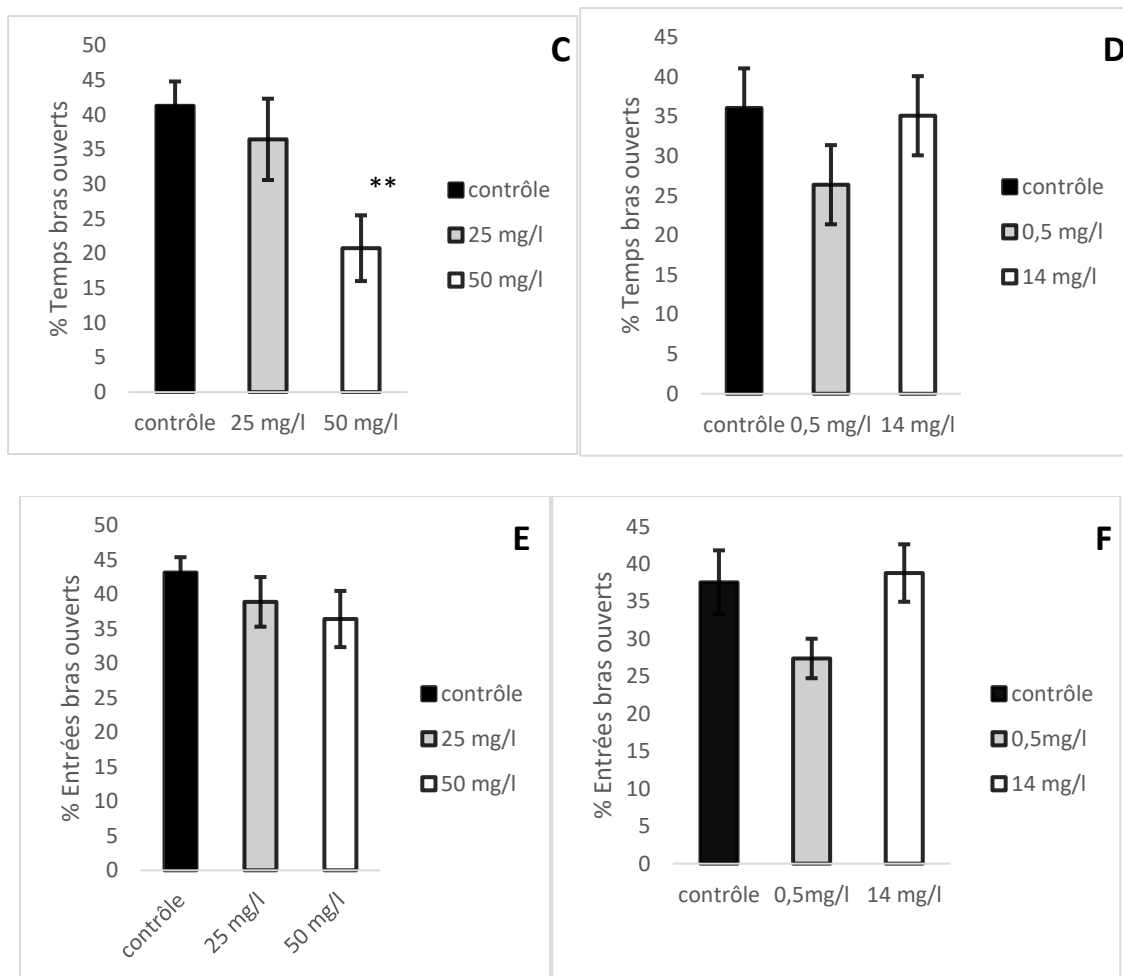 C
% Temps bras ouverts
50
45
40
35
30
25
20
15
10
5
0
**
contrôle 25 mg/l 50 mg/l
contrôle
25 mg/l
50 mg/l
D
% Temps bras ouverts
45
40
35
30
25
20
15
10
5
0
contrôle 0,5 mg/l 14 mg/l
contrôle
0,5 mg/l
14 mg/l
E
% Entrées bras ouverts
50
45
40
35
30
25
20
15
10
5
0
contrôle 25 mg/l 50 mg/l
contrôle
25 mg/l
50 mg/l
F
% Entrées bras ouverts
45
40
35
30
25
20
15
10
5
0
contrôle 0,5mg/l 14 mg/l
contrôle
0,5mg/l
14 mg/l